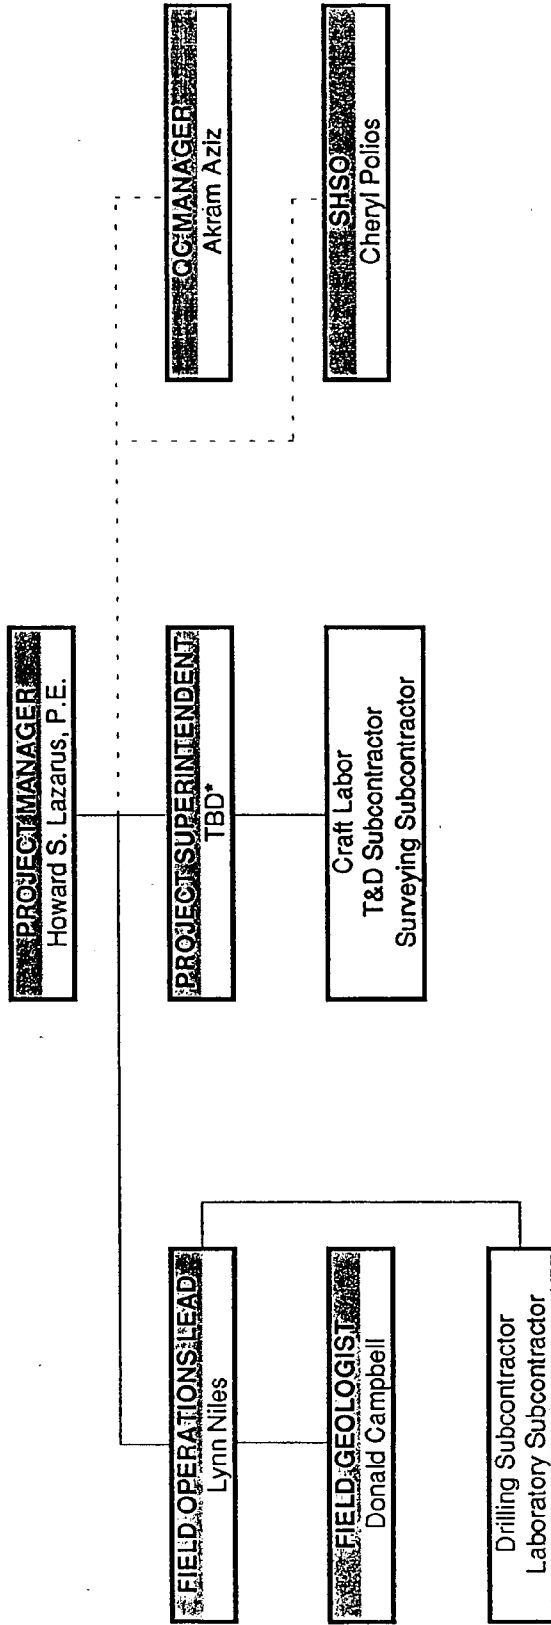 PROJECT MANAGER
Howard S. Lazarus, P.E.
FIELD OPERATIONS LEAD
Lynn Niles
PROJECT SUPERINTENDENT
TBD*
QC MANAGER
Akram Aziz
FIELD GEOLOGIST
Donald Campbell
Craft Labor
T&D Subcontractor
Surveying Subcontractor
SHSO
Cheryl Polios
Drilling Subcontractor
Laboratory Subcontractor